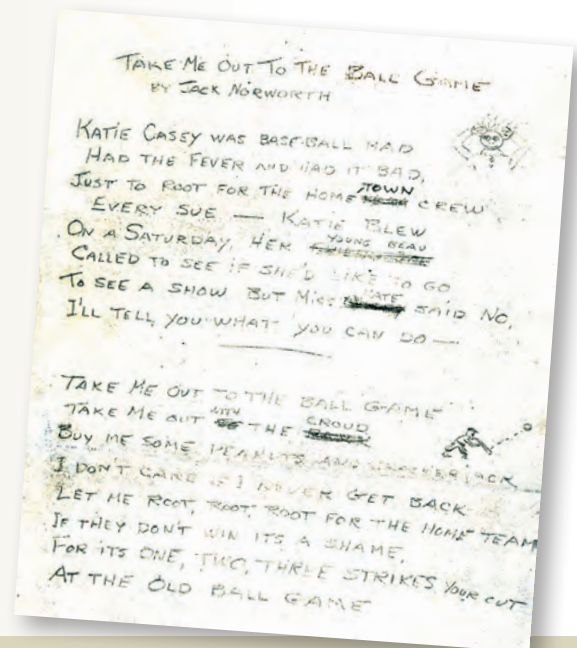 TAKE ME OUT TO THE BALL GAME
BY JACK NORWORTH
KATIE CASEY WAS BASE BALL MAD
HAD THE FEVER AND HAD IT BAD,
JUST TO ROOT FOR THE HOME TOWN CREW
EVERY SUE — KATIE BLEW
ON A SATURDAY, HER YOUNG BEAU
CALLED TO SEE IF SHE'D LIKE TO GO
TO SEE A SHOW BUT MISS KATE SAID NO,
I'LL TELL YOU WHAT YOU CAN DO —
TAKE ME OUT TO THE BALL GAME
TAKE ME OUT WITH THE CROUD
BUY ME SOME PEANUTS AND CRACKERJACK
I DON'T CARE IF I NEVER GET BACK
LET ME ROOT, ROOT, ROOT FOR THE HOME TEAM
IF THEY DON'T WIN ITS A SHAME.
FOR ITS ONE, TWO, THREE STRIKES YOUR OUT
AT THE OLD BALL GAME